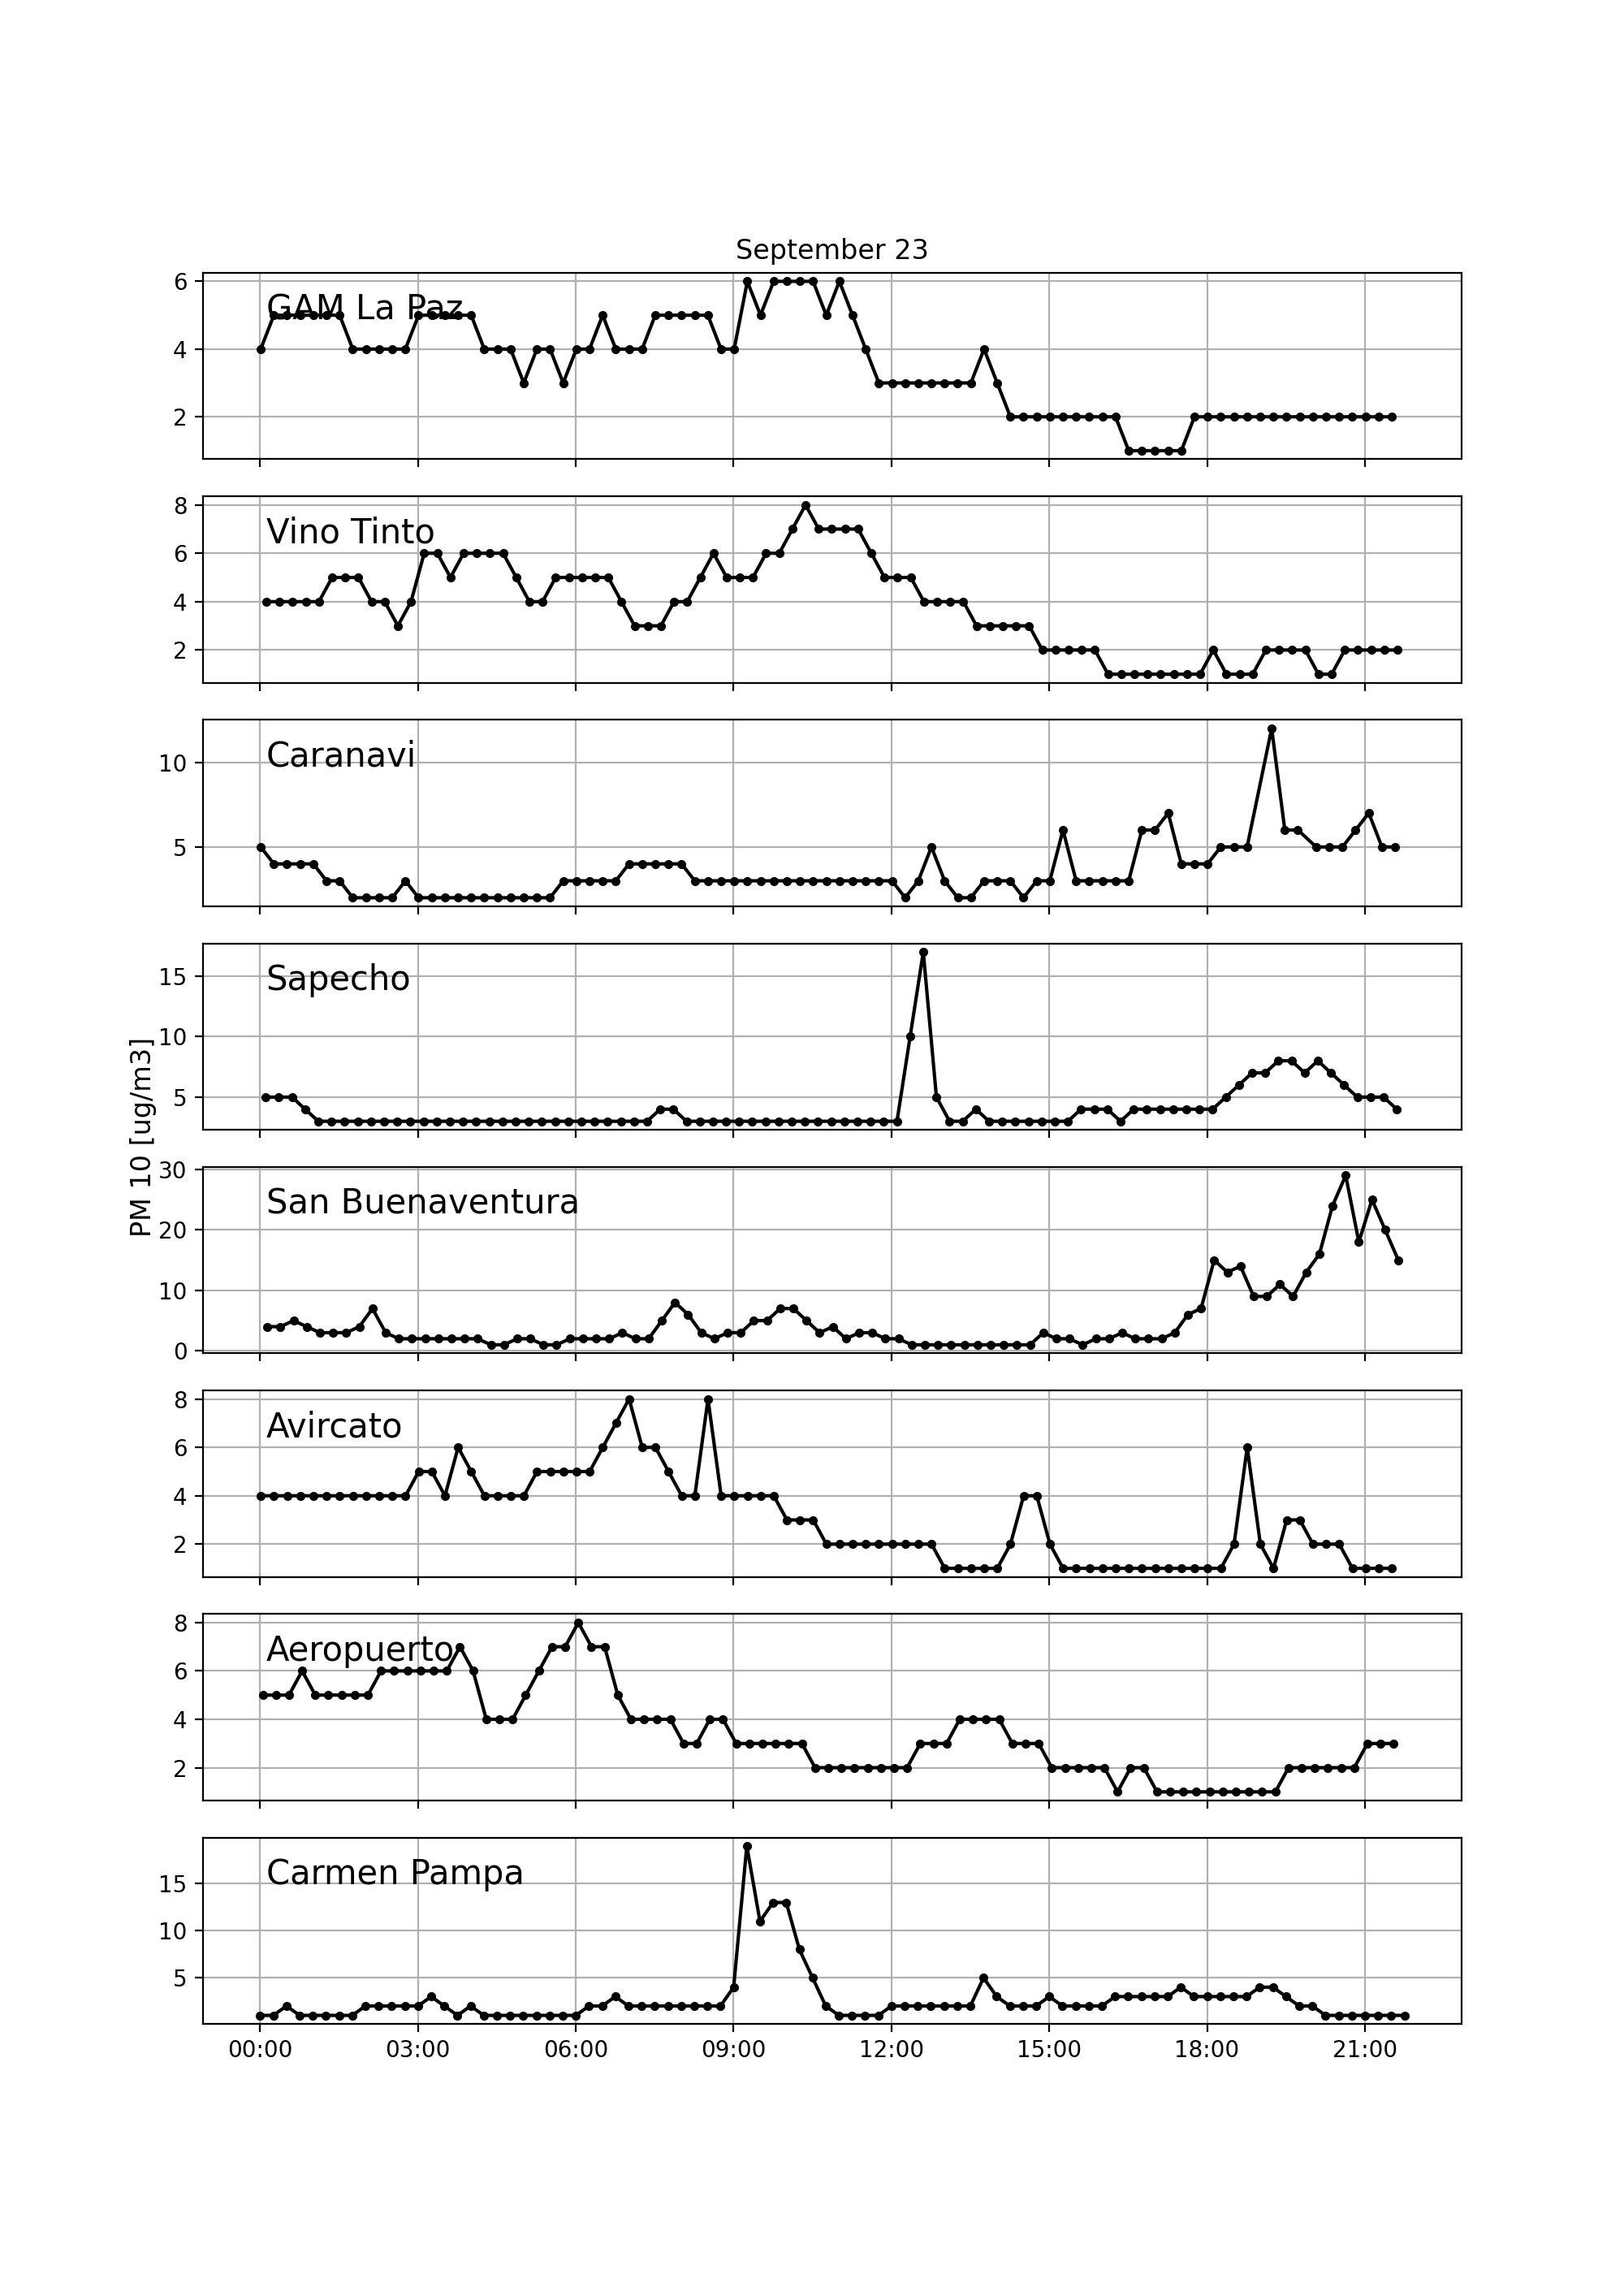 September 23
6
GAM La Paz
4
2
8
Vino Tinto
6
4
2
Caranavi
10
5
15
Sapecho
10
5
PM 10 [ug/m3]
30
San Buenaventura
20
10
0
8
Avircato
6
4
2
8
Aeropuerto
6
4
2
Carmen Pampa
15
10
5
00:00 03:00 06:00 09:00 12:00 15:00 18:00 21:00